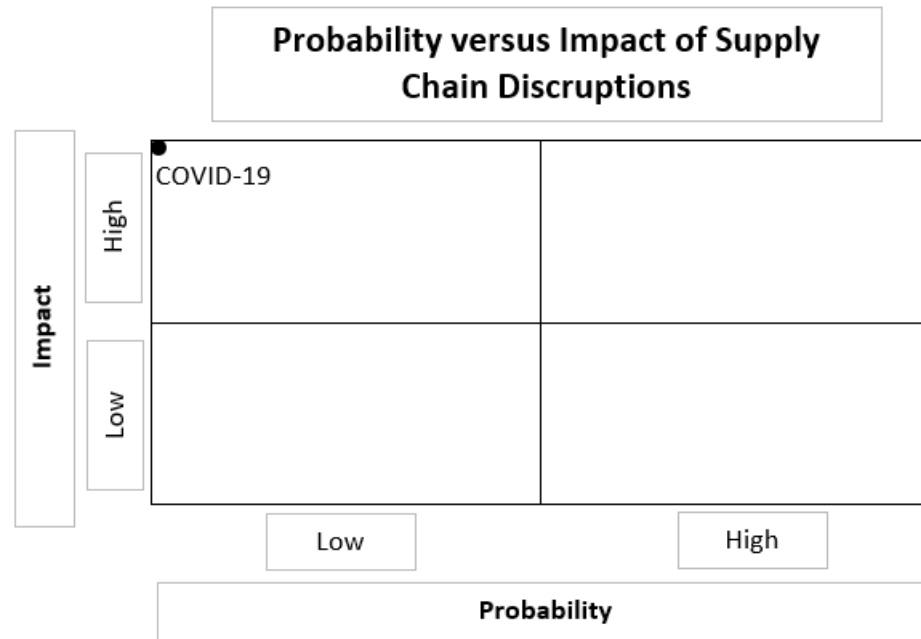 Probability versus Impact of Supply
Chain Discruptions
Impact
High
COVID-19
Low
Low
High
Probability